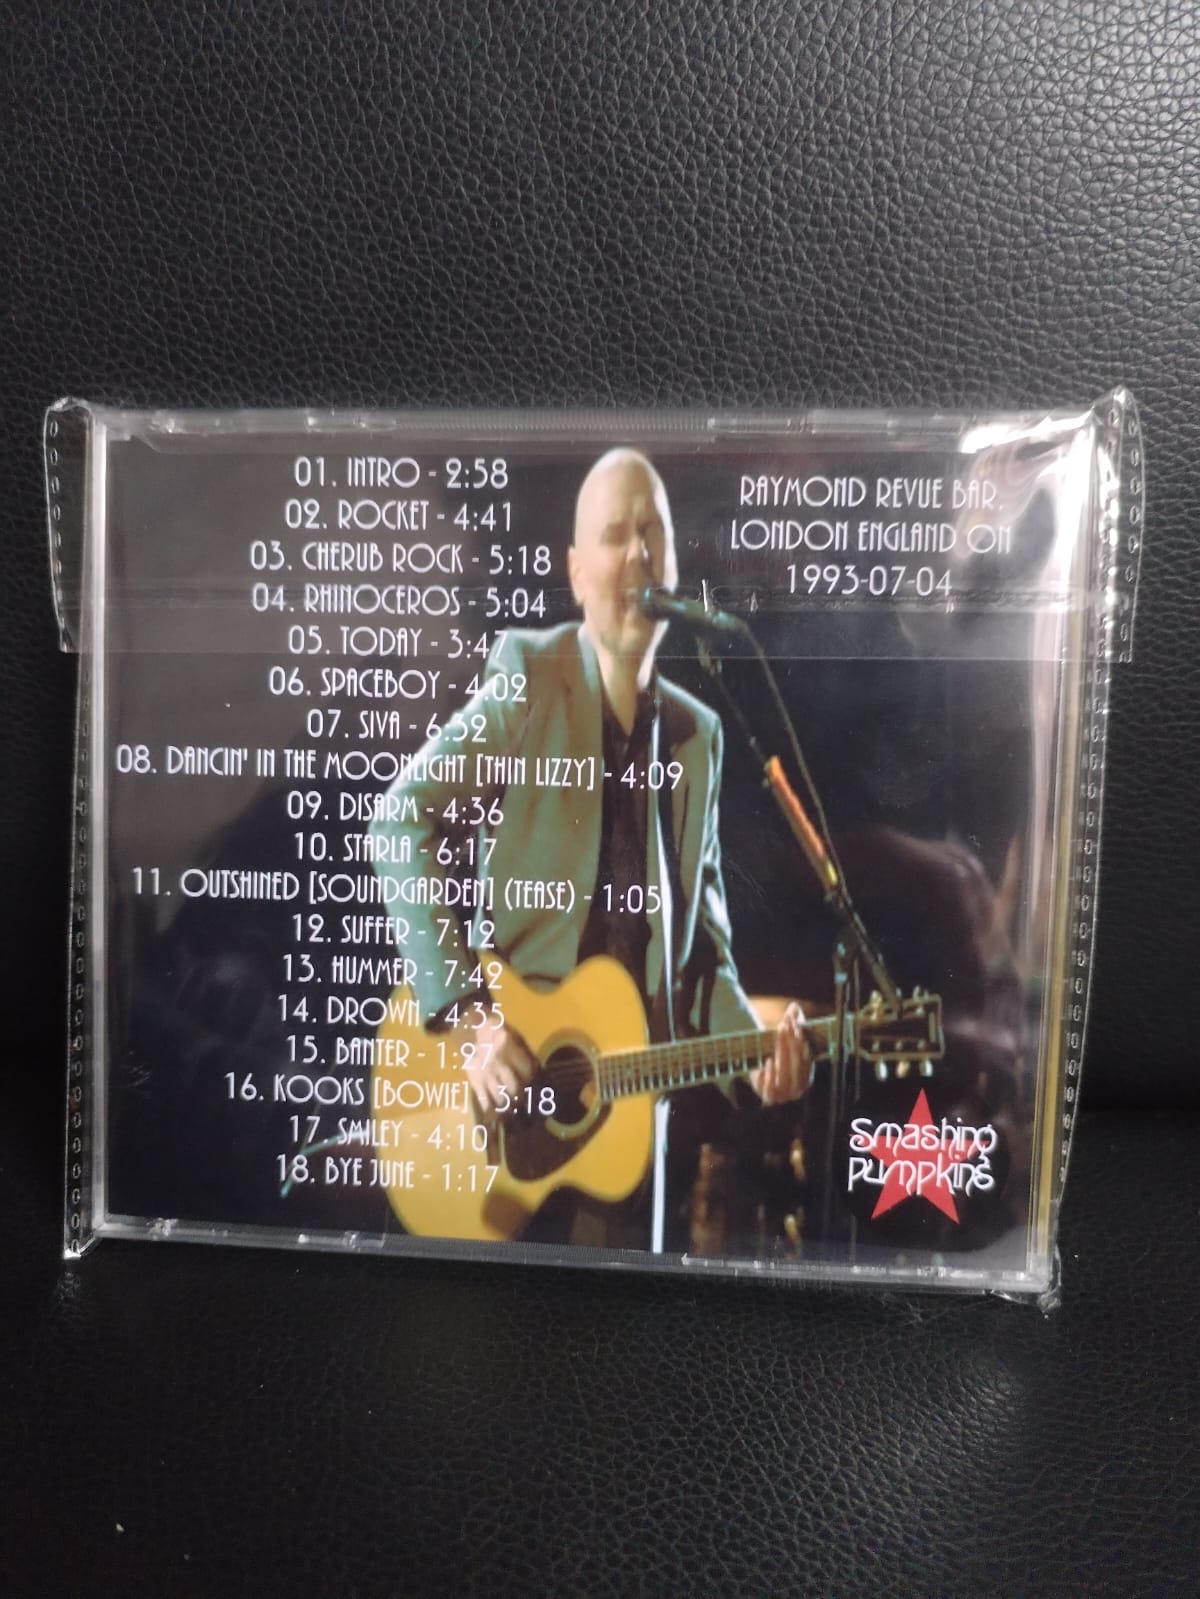 01. INTRO - 2:58
02. ROCKET - 4:41
03. CHERUB ROCK - 5:18
04. RHINOCEROS - 5:04
05. TODAY - 3:47
06. SPACEBOY - 4:02
07. SIVA - 6:32
08. DANCIN' IN THE MOONLIGHT [THIN LIZZY] - 4:09
09. DISARM - 4:36
10. STARLA - 6:17
11. OUTSHINED [SOUNDGARDEN] (TEASE) - 1:05
12. SUFFER - 7:12
13. HUMMER - 7:42
14. DROWN - 4:35
15. BANTER - 1:27
16. KOOKS [BOWIE] - 3:18
17. SMILEY - 4:10
18. BYE JUNE - 1:17
RAYMOND REVUE BAR.
LONDON ENGLAND ON
1993-07-04
Smashing
pumpkins